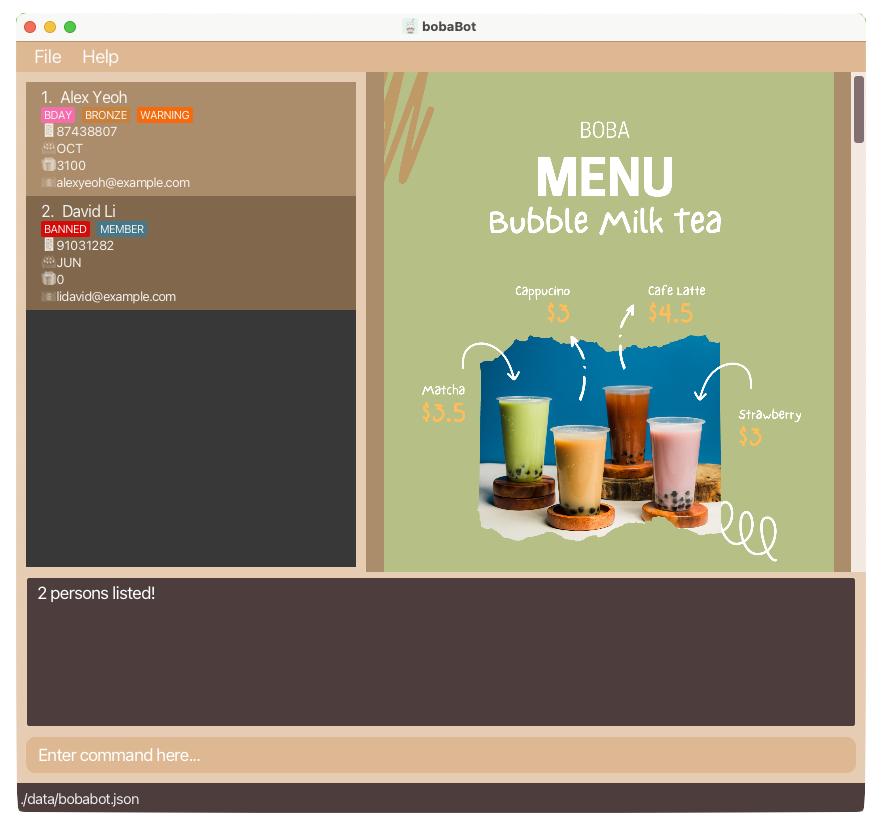 bobaBot
File Help
1. Alex Yeoh
BDAY BRONZE WARNING
87438807
OCT
3100
alexyeoh@example.com
2. David Li
BANNED MEMBER
91031282
JUN
0
lidavid@example.com
BOBA
MENU
Bubble Milk Tea
Cappucino
$3
Cafe Latte
$4.5
Matcha
$3.5
Strawberry
$3
2 persons listed!
Enter command here...
./data/bobabot.json